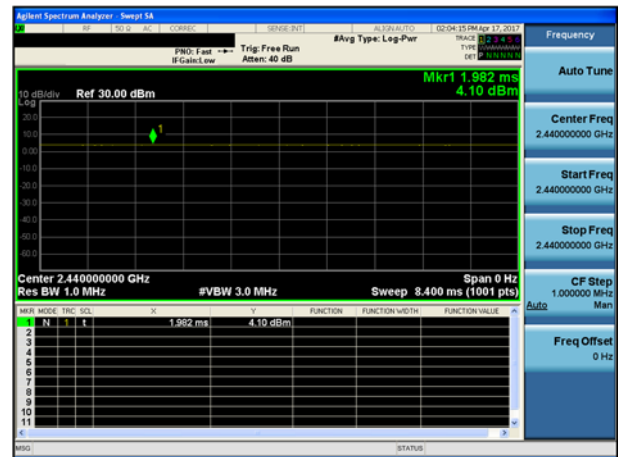 Agilent Spectrum Analyzer - Swept SA
RF 50 Ω AC CORREC SENSE:INT ALIGN AUTO 02:04:15 PM Apr 17, 2017
#Avg Type: Log-Pwr
TRACE 1 2 3 4 5 6
PNO: Fast Trig: Free Run TYPE
IFGain:Low Atten: 40 dB DET P N N N N N
Mkr1 1.982 ms
10 dB/div Ref 30.00 dBm 4.10 dBm
Log
20.0
1
10.0
0.00
-10.0
-20.0
-30.0
-40.0
-50.0
-60.0
Center 2.440000000 GHz Span 0 Hz
Res BW 1.0 MHz #VBW 3.0 MHz Sweep 8.400 ms (1001 pts)
MKR MODE TRC SCL X Y FUNCTION FUNCTION WIDTH FUNCTION VALUE
1 N 1 t 1.982 ms 4.10 dBm
2
3
4
5
6
7
8
9
10
11
MSG STATUS
Frequency
Auto Tune
Center Freq
2.440000000 GHz
Start Freq
2.440000000 GHz
Stop Freq
2.440000000 GHz
CF Step
1.000000 MHz
Auto Man
Freq Offset
0 Hz